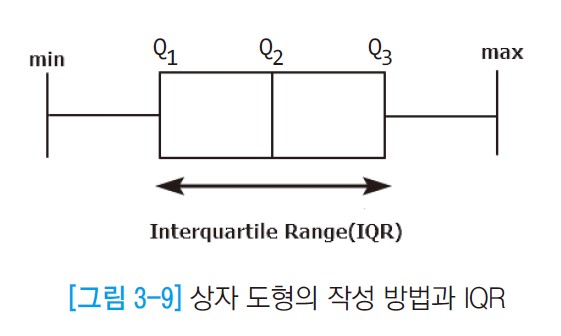 min Q1 Q2 Q3 max
Interquartile Range(IQR)
[그림 3-9] 상자 도형의 작성 방법과 IQR